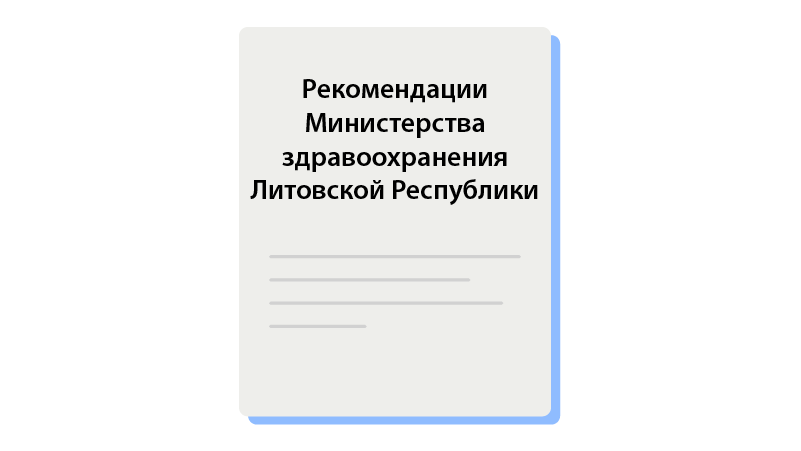 Рекомендации
Министерства
здравоохранения
Литовской Республики